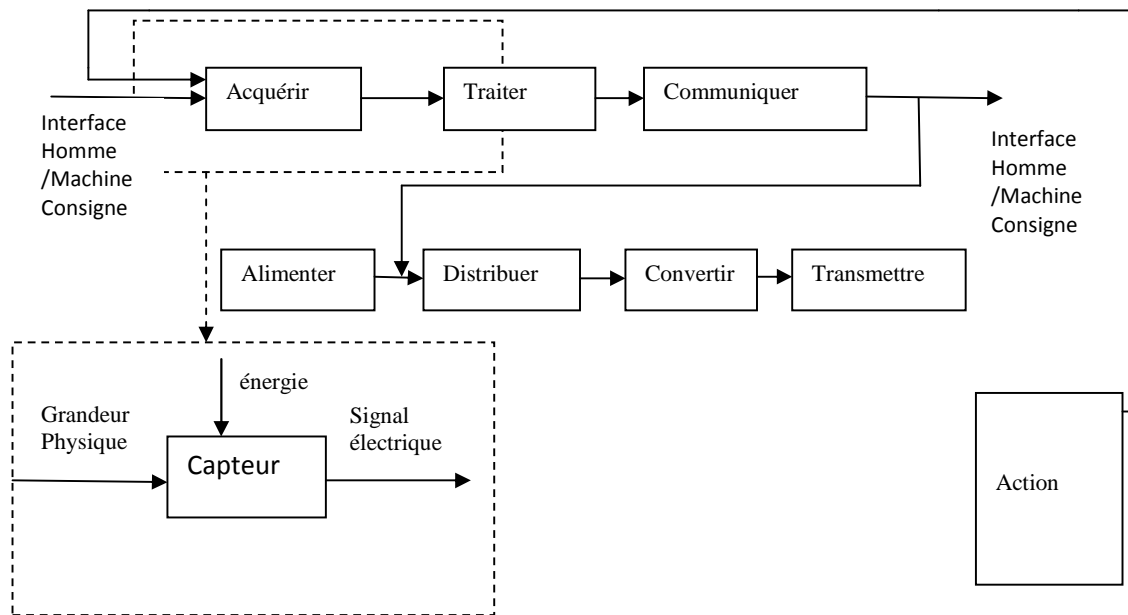 Acquérir
Traiter
Communiquer
Interface
Homme
/Machine
Consigne
Interface
Homme
/Machine
Consigne
Alimenter
Distribuer
Convertir
Transmettre
énergie
Grandeur
Physique
Signal
électrique
Capteur
Action